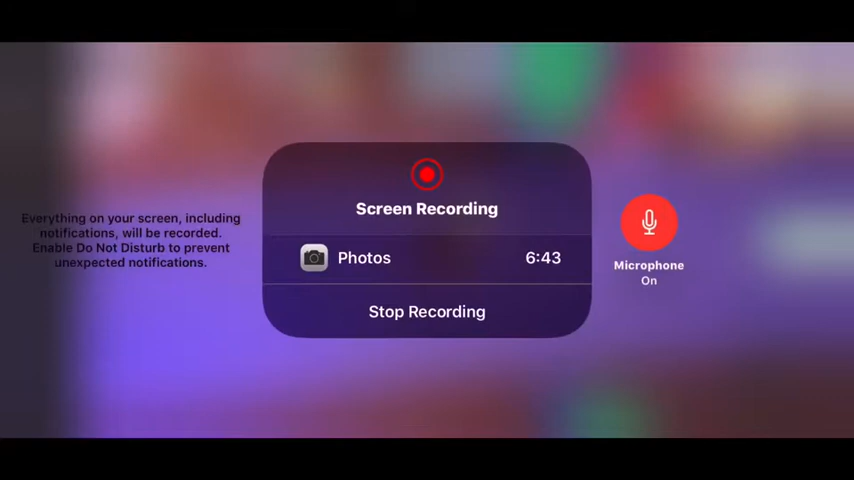 Everything on your screen, including
notifications, will be recorded.
Enable Do Not Disturb to prevent
unexpected notifications.
Screen Recording
Photos 6:43
Stop Recording
Microphone
On